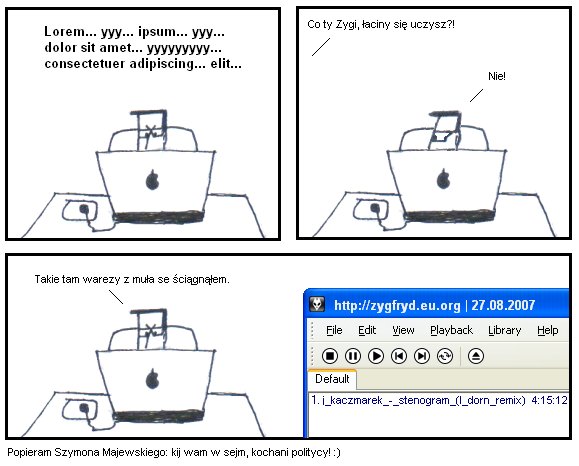 Lorem... yyy... ipsum... yyy...
dolor sit amet... yyyyyyyyy...
consectetuer adipiscing... elit...
Co ty Zygi, łaciny się uczysz?!
Nie!
Takie tam warezy z muła se ściągnąłem.
http://zygfryd.eu.org | 27.08.2007
File Edit View Playback Library Help
Default
1. j_kaczmarek_-_stenogram_(l_dorn_remix) 4:15:12
Popieram Szymona Majewskiego: kij wam w sejm, kochani politycy! :)